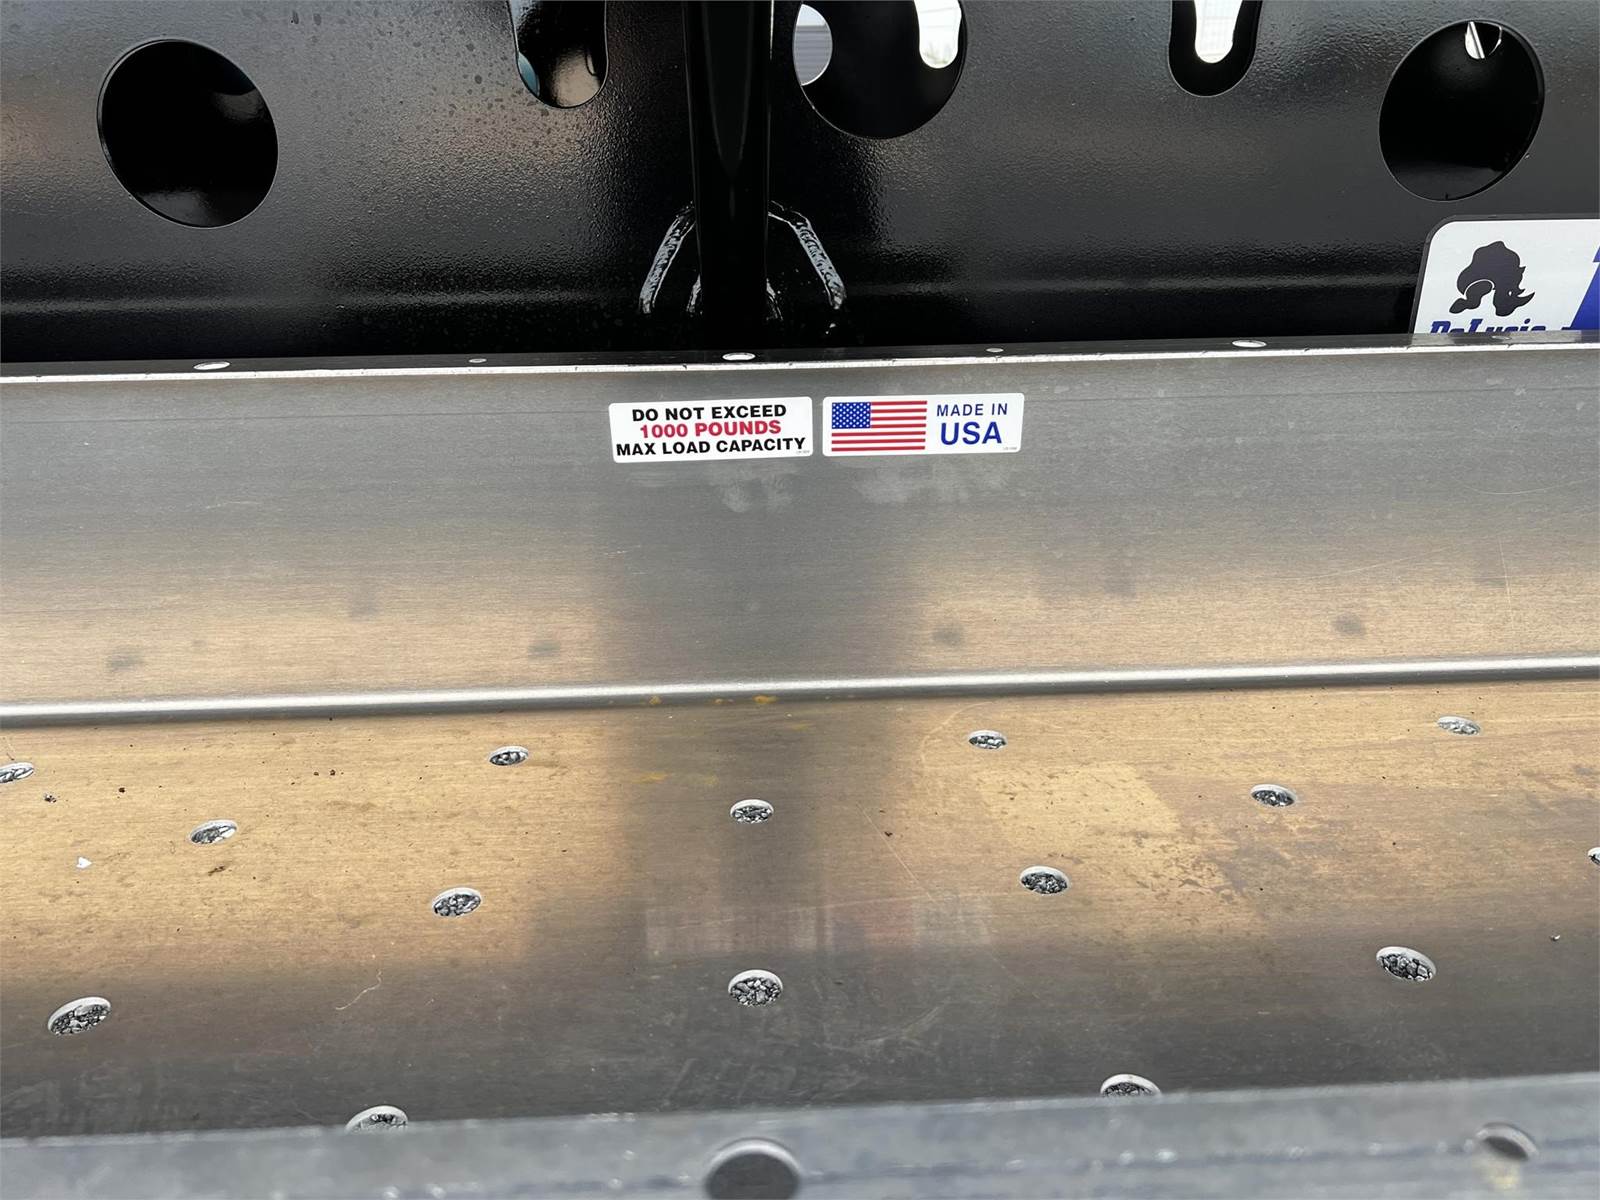 DO NOT EXCEED
1000 POUNDS
MAX LOAD CAPACITY
MADE IN
USA